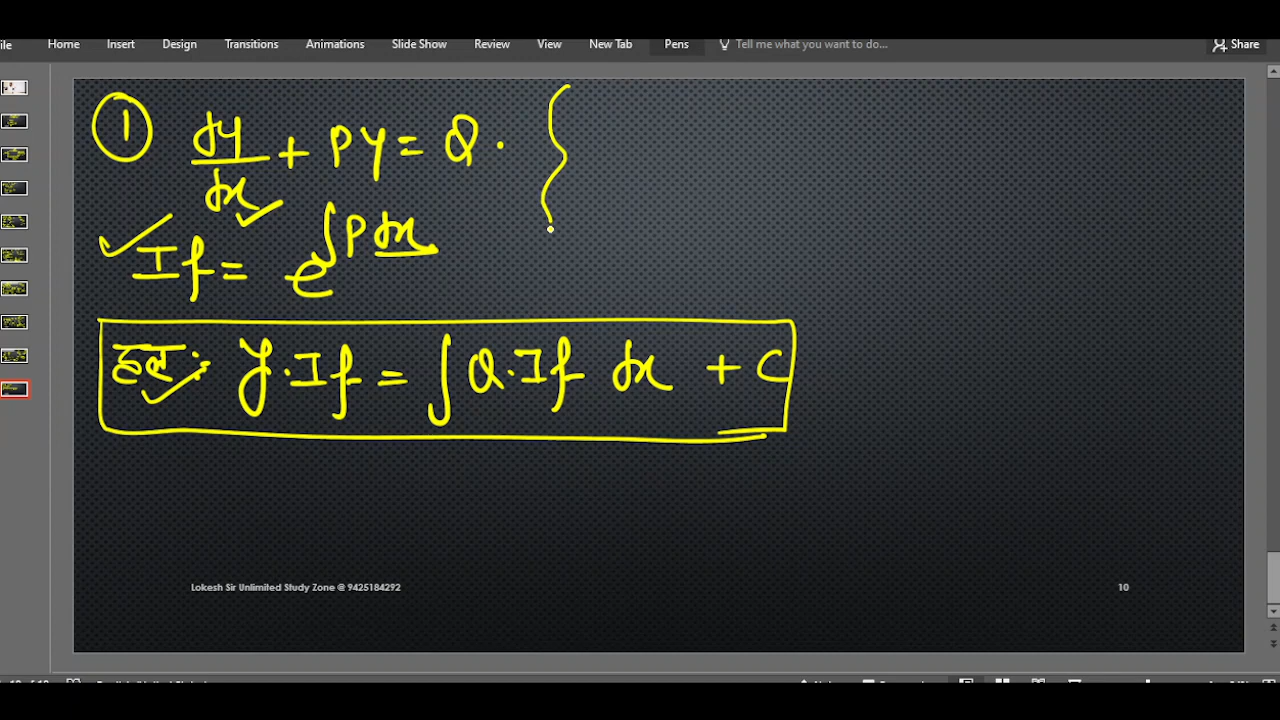 File Home Insert Design Transitions Animations Slide Show Review View New Tab Pens Tell me what you want to do... Share
① dy/dx + Py = Q .
If = e^∫P dx
हल :- y.If = ∫Q.If dx + C
Lokesh Sir Unlimited Study Zone @ 9425184292 10